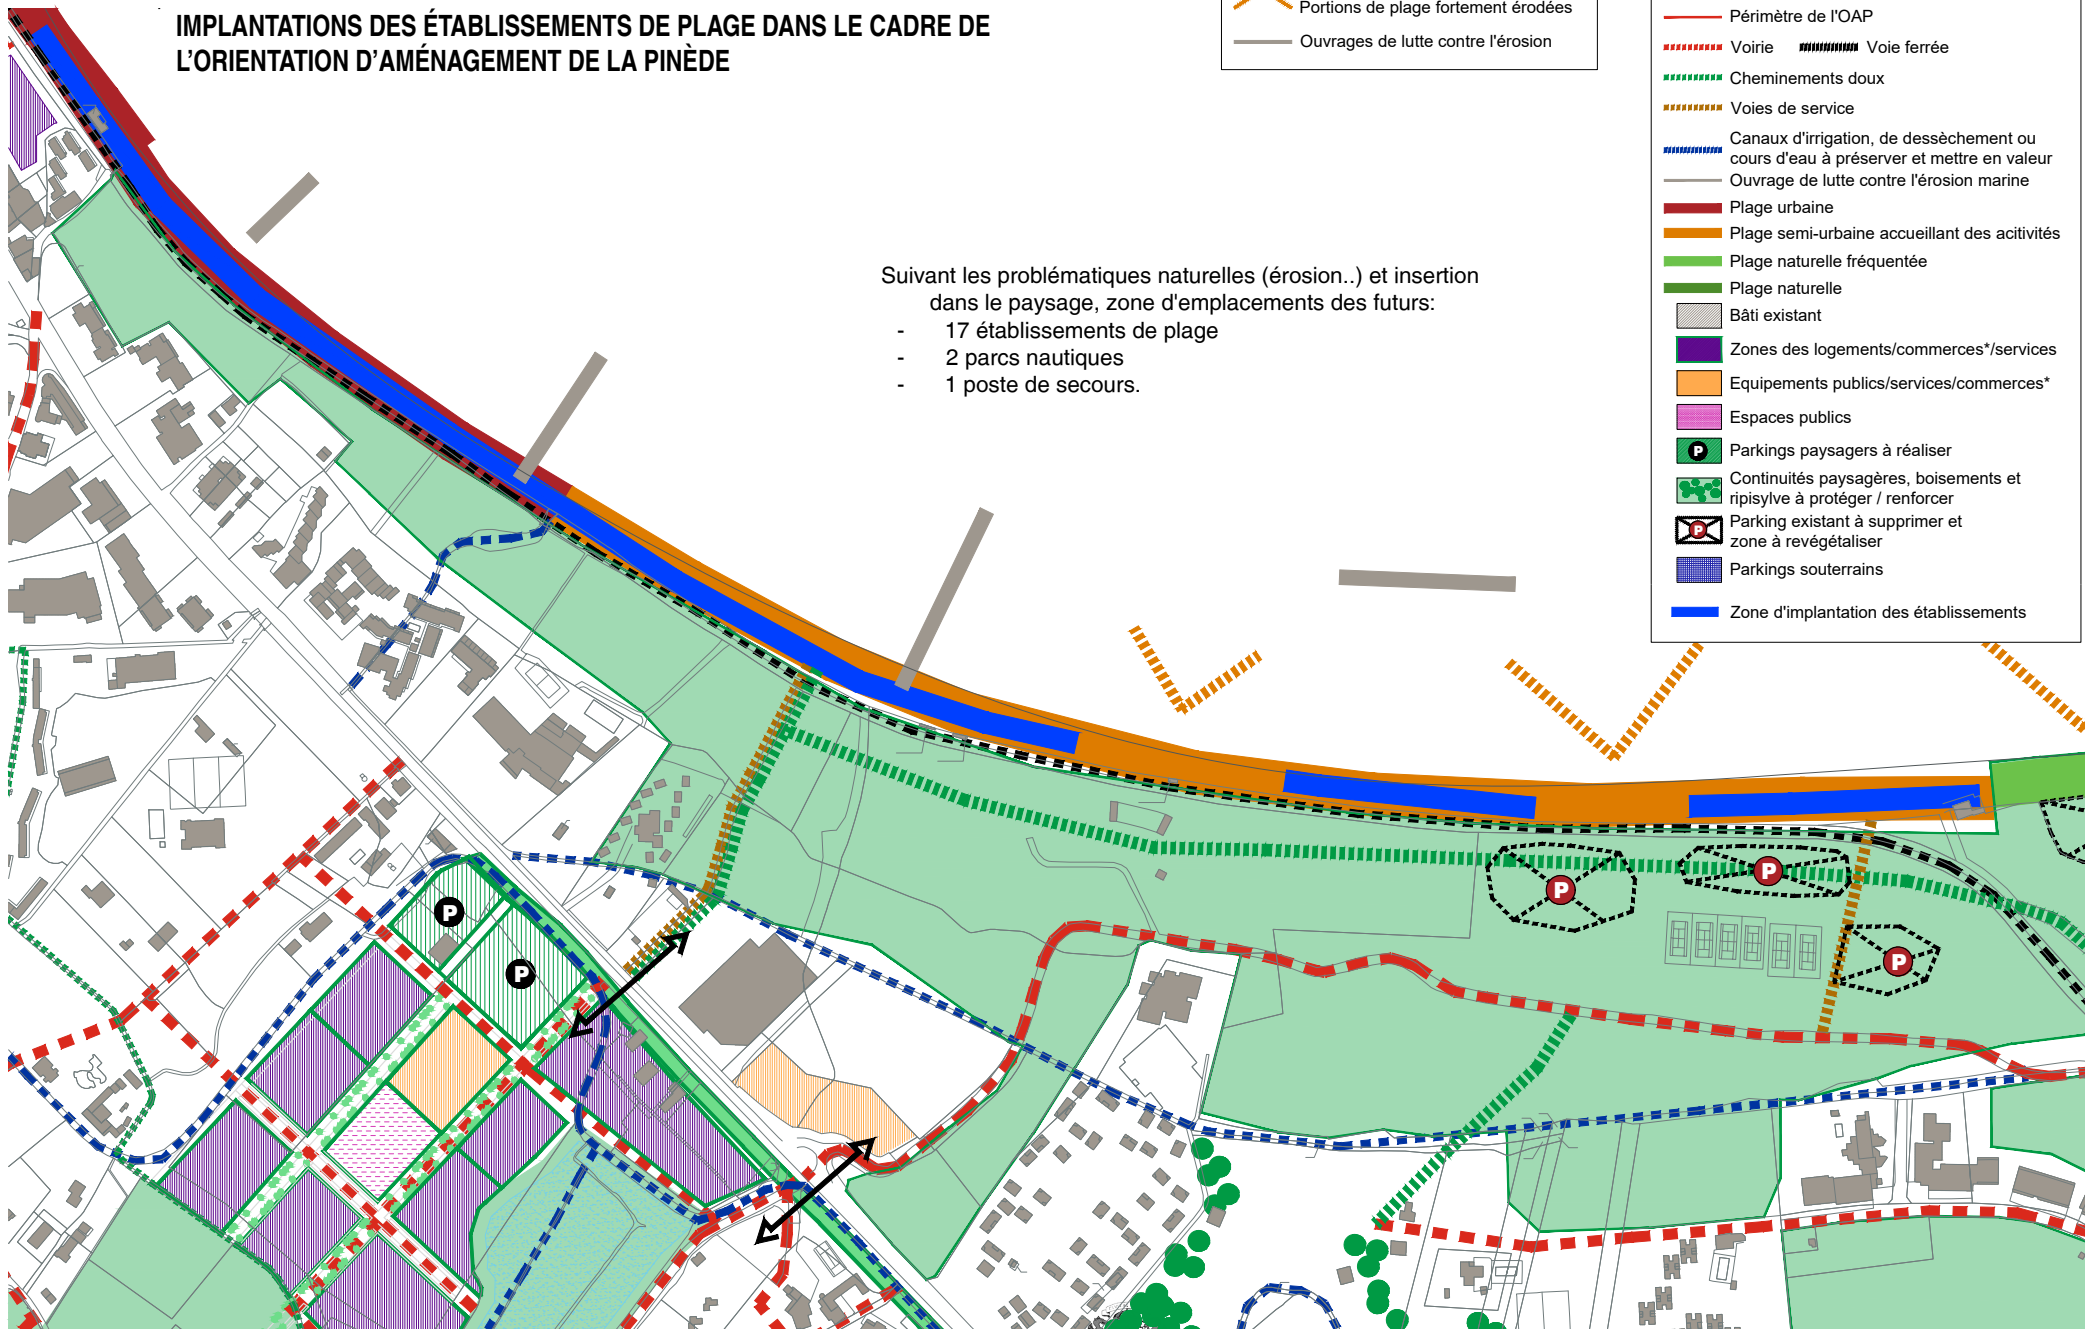 IMPLANTATIONS DES ÉTABLISSEMENTS DE PLAGE DANS LE CADRE DE
L'ORIENTATION D'AMÉNAGEMENT DE LA PINÈDE
Portions de plage fortement érodées
Ouvrages de lutte contre l'érosion
Périmètre de l'OAP
Voirie
Voie ferrée
Cheminements doux
Voies de service
Canaux d'irrigation, de dessèchement ou
cours d'eau à préserver et mettre en valeur
Ouvrage de lutte contre l'érosion marine
Plage urbaine
Plage semi-urbaine accueillant des acitivités
Plage naturelle fréquentée
Plage naturelle
Bâti existant
Zones des logements/commerces*/services
Equipements publics/services/commerces*
Espaces publics
P
Parkings paysagers à réaliser
Continuités paysagères, boisements et
ripisylve à protéger / renforcer
P
Parking existant à supprimer et
zone à revégétaliser
Parkings souterrains
Zone d'implantation des établissements
Suivant les problématiques naturelles (érosion..) et insertion
dans le paysage, zone d'emplacements des futurs:
- 17 établissements de plage
- 2 parcs nautiques
- 1 poste de secours.
P
P
P
P
P